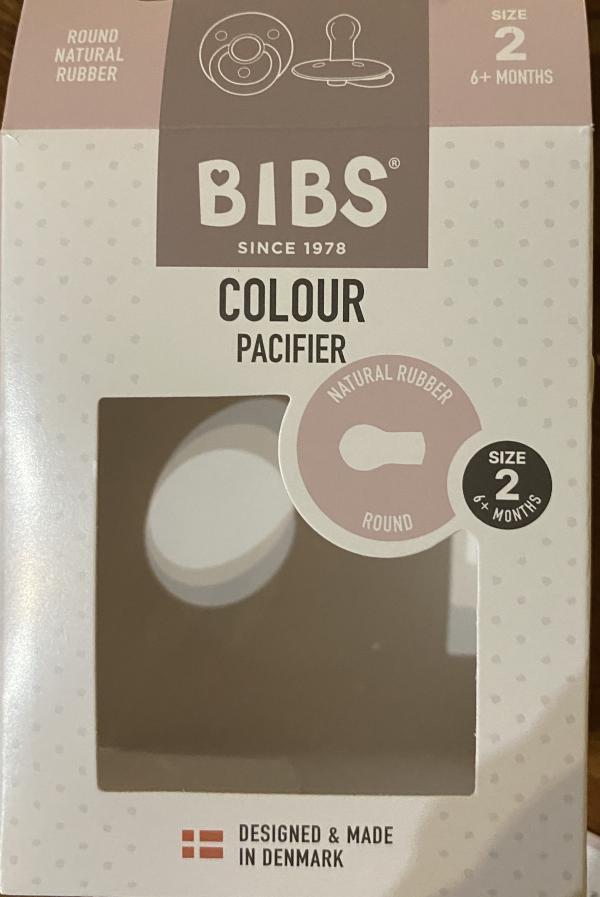 ROUND
NATURAL
RUBBER
SIZE
2
6+ MONTHS
BIBS®
SINCE 1978
COLOUR
PACIFIER
NATURAL RUBBER
ROUND
SIZE
2
6+ MONTHS
DESIGNED & MADE
IN DENMARK